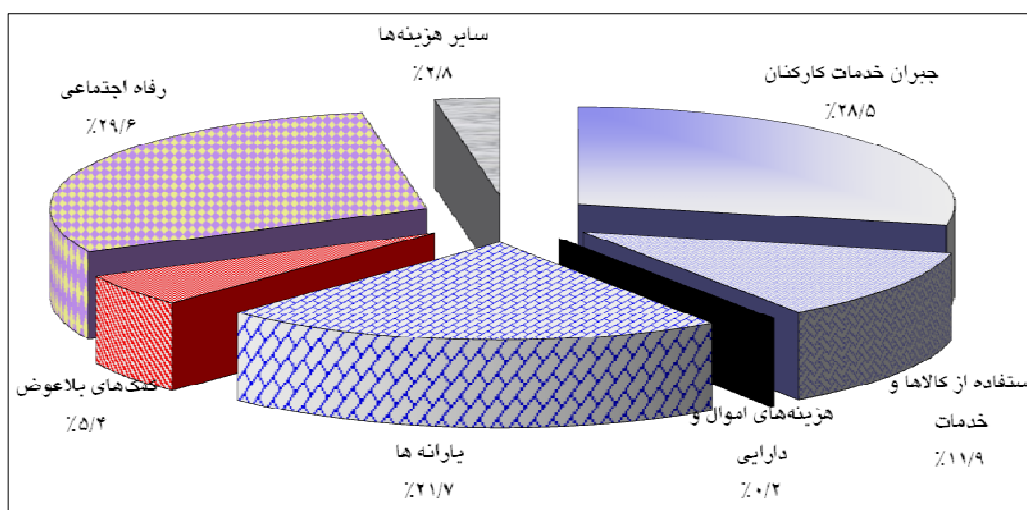 سایر هزینه‌ها
٪۲/۸
جبران خدمات کارکنان
٪۲۸/۵
رفاه اجتماعی
٪۲۹/۶
ستفاده از کالاها و
خدمات
٪۱۱/۹
هزینه‌های اموال و
دارایی
٪۰/۲
یارانه ها
٪۲۱/۷
کمک‌های بلاعوض
٪۵/۴